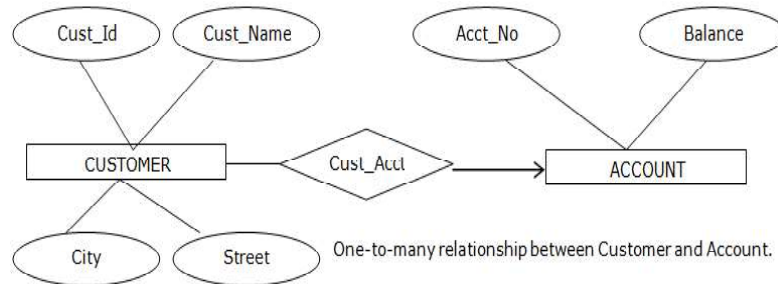 Cust_Id Cust_Name Acct_No Balance
CUSTOMER Cust_Acct ACCOUNT
City Street One-to-many relationship between Customer and Account.